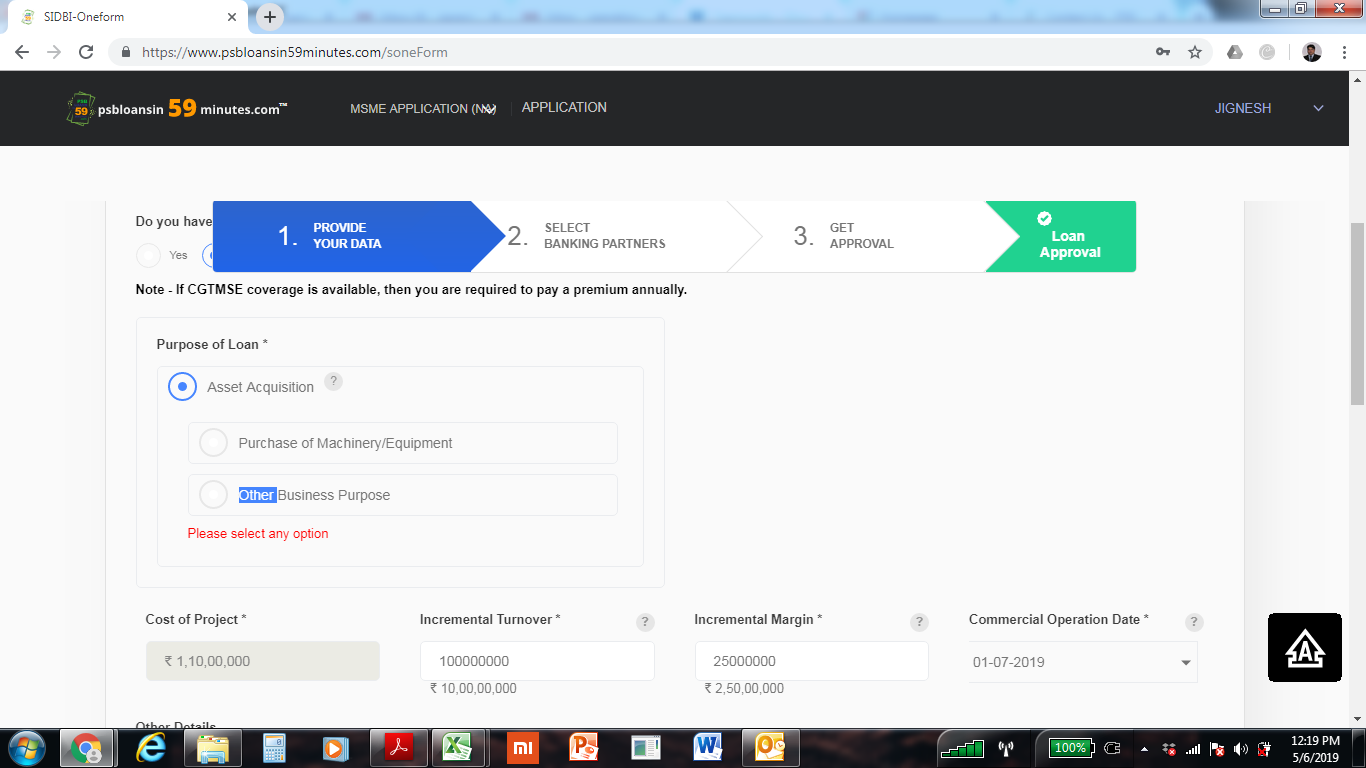 SIDBI-Oneform
https://www.psbloansin59minutes.com/soneForm
PSB 59 psbloansin 59 minutes.com™
MSME APPLICATION
APPLICATION
JIGNESH
Do you have
1. PROVIDE YOUR DATA
2. SELECT BANKING PARTNERS
3. GET APPROVAL
Loan Approval
Yes
Note - If CGTMSE coverage is available, then you are required to pay a premium annually.
Purpose of Loan *
Asset Acquisition ?
Purchase of Machinery/Equipment
Other Business Purpose
Please select any option
Cost of Project *
Incremental Turnover * ?
Incremental Margin * ?
Commercial Operation Date * ?
₹ 1,10,00,000
100000000
25000000
01-07-2019
₹ 10,00,00,000
₹ 2,50,00,000
Other Details
100%
12:19 PM
5/6/2019